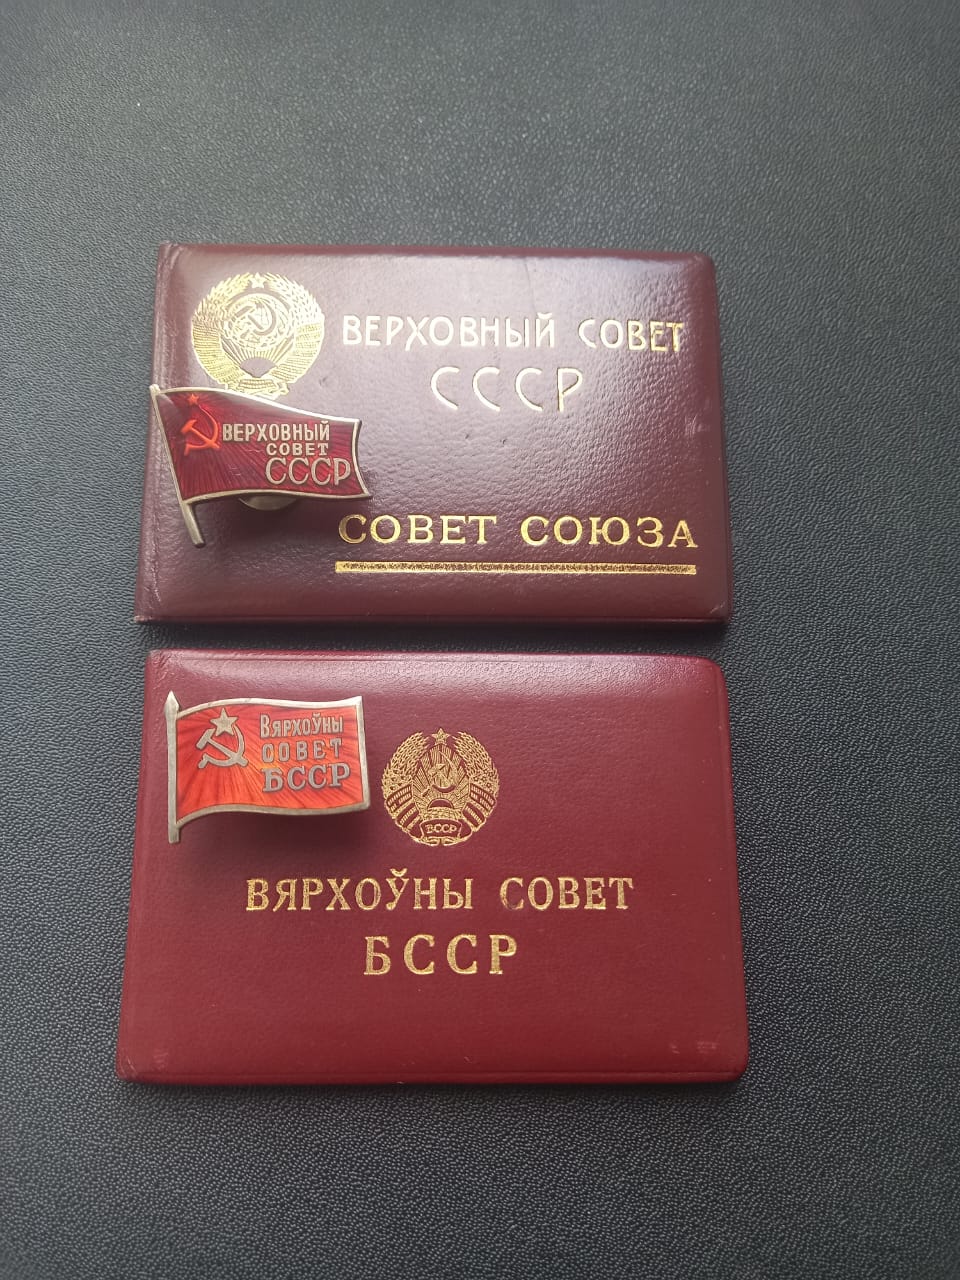 ВЕРХОВНЫЙ СОВЕТ
СССР
ВЕРХОВНЫЙ
СОВЕТ
СССР
СОВЕТ СОЮЗА
ВЯРХОЎНЫ
СОВЕТ
БССР
БССР
ВЯРХОЎНЫ СОВЕТ
БССР